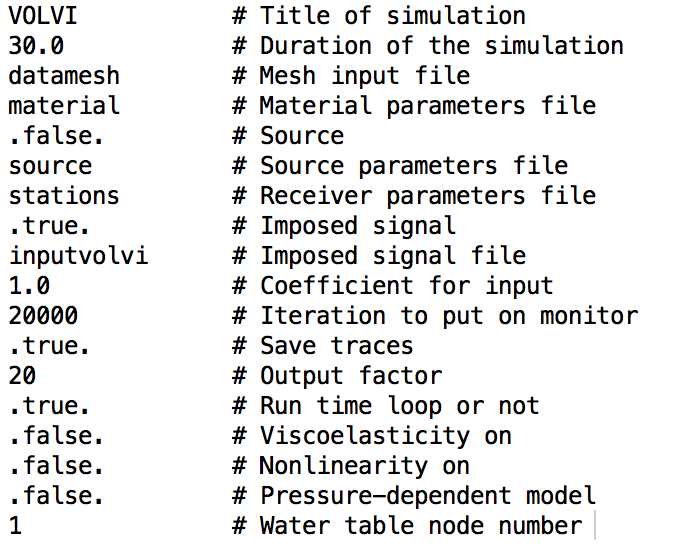 VOLVI # Title of simulation
30.0 # Duration of the simulation
datamesh # Mesh input file
material # Material parameters file
.false. # Source
source # Source parameters file
stations # Receiver parameters file
.true. # Imposed signal
inputvolvi # Imposed signal file
1.0 # Coefficient for input
20000 # Iteration to put on monitor
.true. # Save traces
20 # Output factor
.true. # Run time loop or not
.false. # Viscoelasticity on
.false. # Nonlinearity on
.false. # Pressure-dependent model
1 # Water table node number